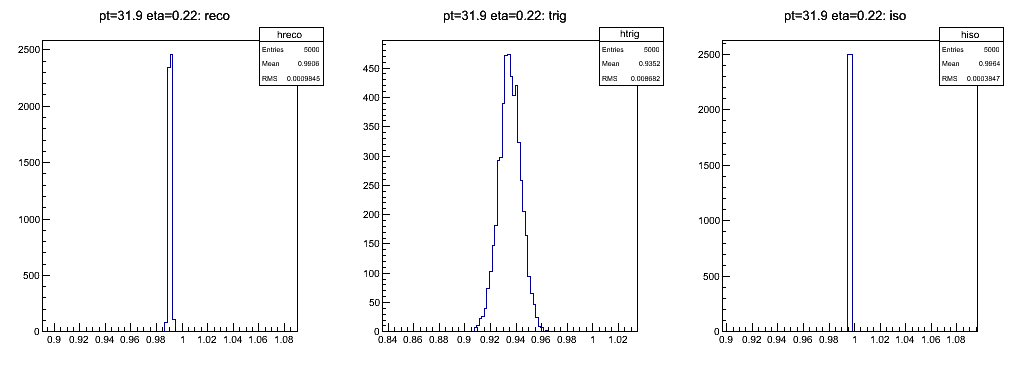 pt=31.9 eta=0.22: reco
hreco
Entries 5000
Mean 0.9906
RMS 0.0009845
2500
2000
1500
1000
500
0
0.9 0.92 0.94 0.96 0.98 1 1.02 1.04 1.06 1.08
pt=31.9 eta=0.22: trig
htrig
Entries 5000
Mean 0.9352
RMS 0.008682
450
400
350
300
250
200
150
100
50
0
0.84 0.86 0.88 0.9 0.92 0.94 0.96 0.98 1 1.02
pt=31.9 eta=0.22: iso
hiso
Entries 5000
Mean 0.9964
RMS 0.0003847
2500
2000
1500
1000
500
0
0.9 0.92 0.94 0.96 0.98 1 1.02 1.04 1.06 1.08